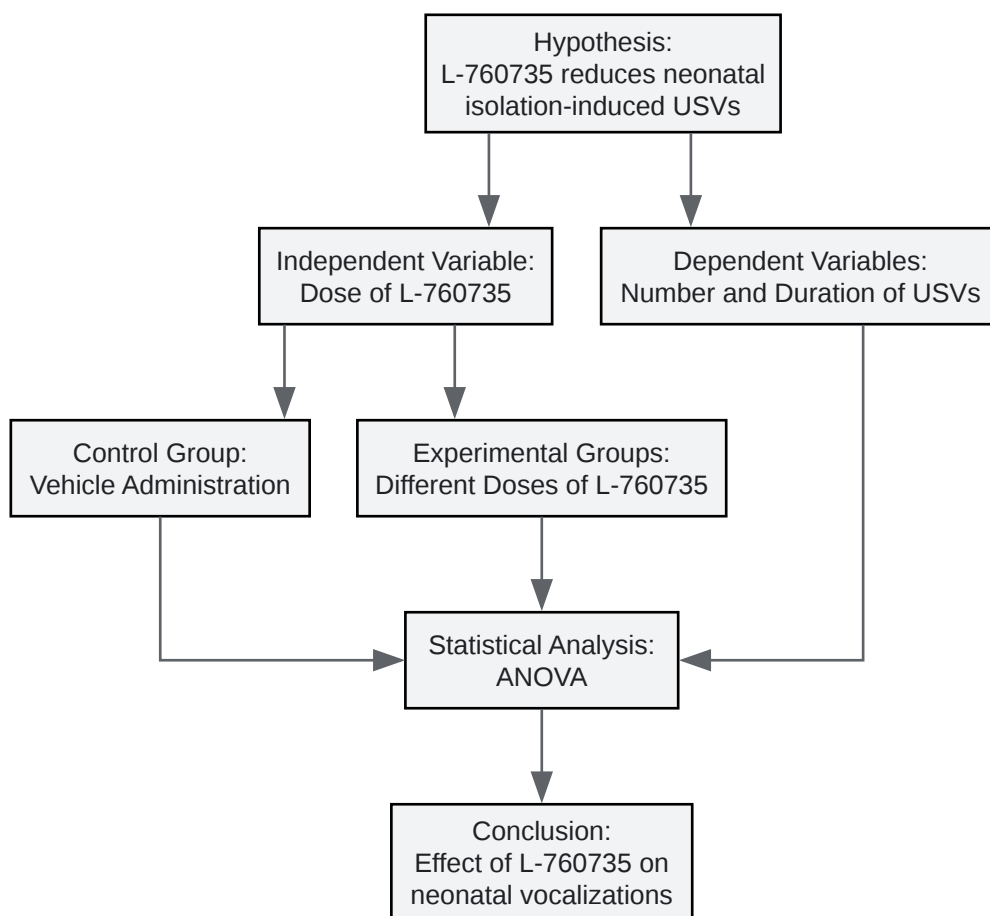 Hypothesis:
L-760735 reduces neonatal
isolation-induced USVs
Independent Variable:
Dose of L-760735
Dependent Variables:
Number and Duration of USVs
Control Group:
Vehicle Administration
Experimental Groups:
Different Doses of L-760735
Statistical Analysis:
ANOVA
Conclusion:
Effect of L-760735 on
neonatal vocalizations